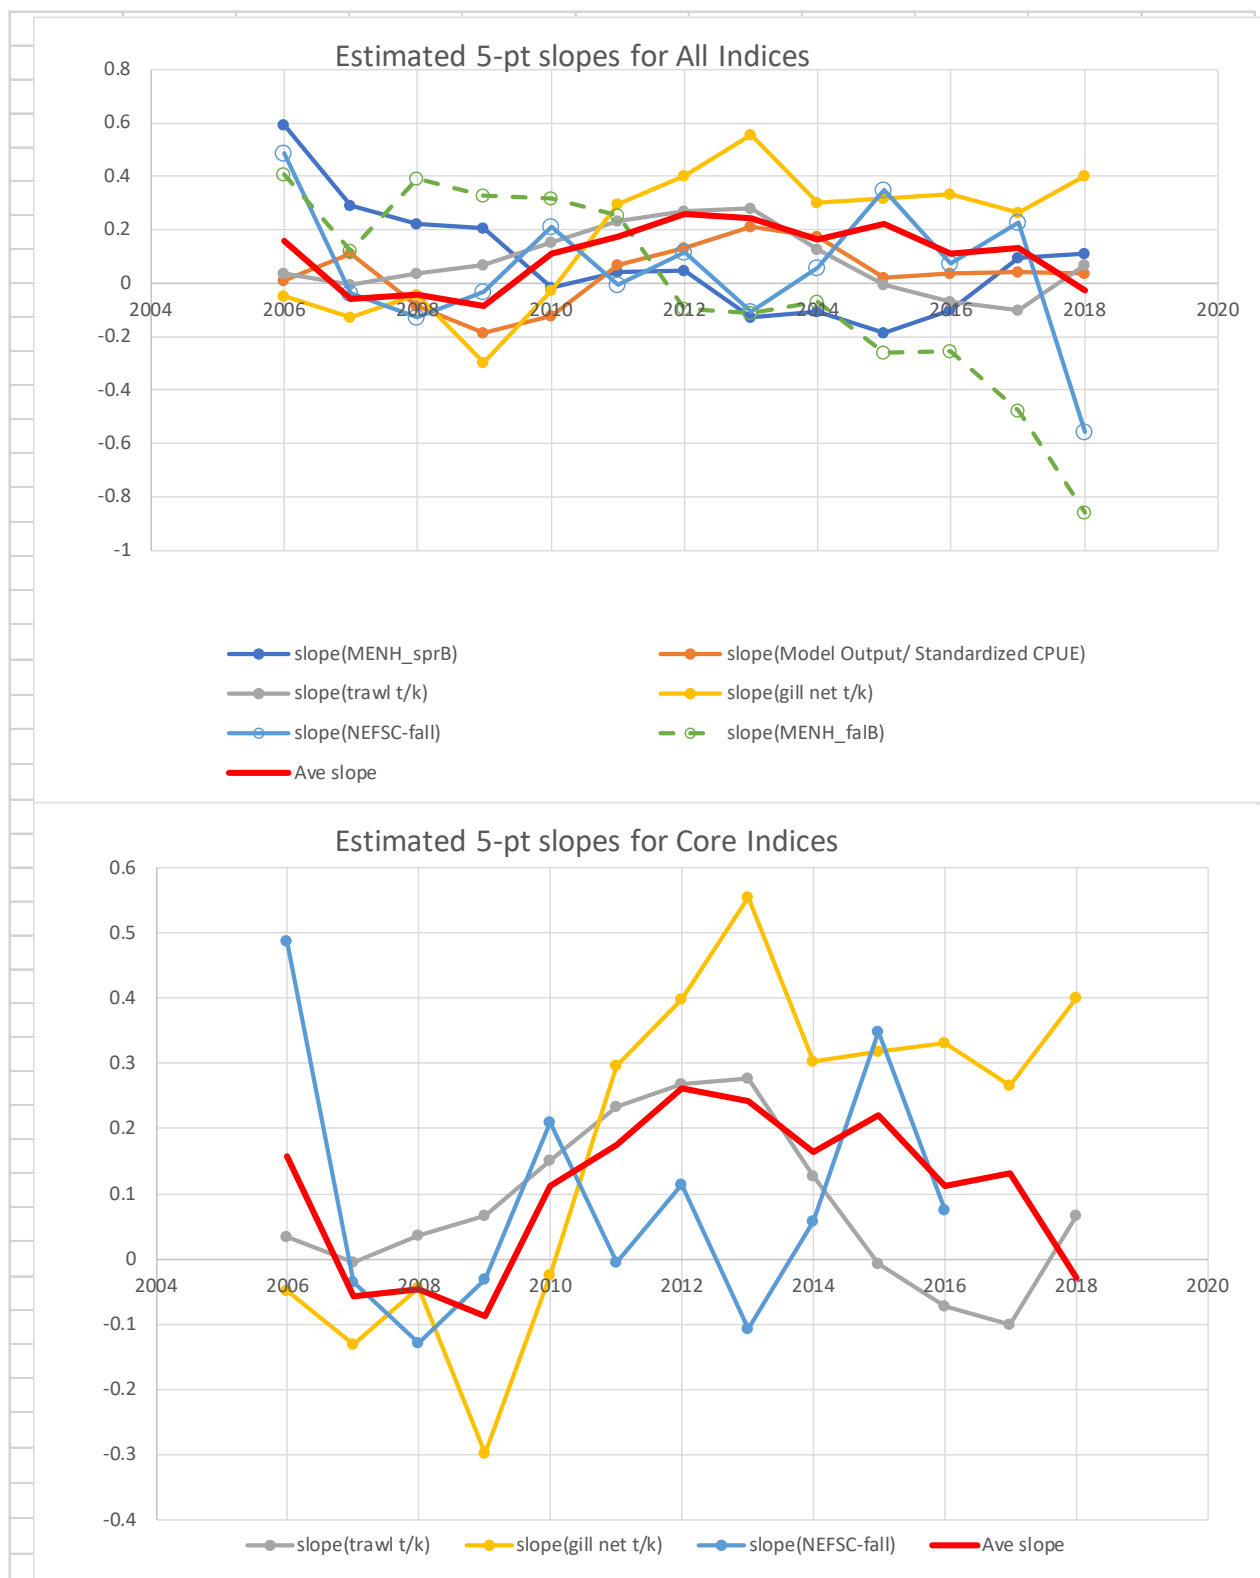 Estimated 5-pt slopes for All Indices
0.8
0.6
0.4
0.2
0
2004 2006 2008 2010 2012 2014 2016 2018 2020
-0.2
-0.4
-0.6
-0.8
-1
slope(MENH_sprB) slope(Model Output/ Standardized CPUE)
slope(trawl t/k) slope(gill net t/k)
slope(NEFSC-fall) slope(MENH_falB)
Ave slope
Estimated 5-pt slopes for Core Indices
0.6
0.5
0.4
0.3
0.2
0.1
0
2004 2006 2008 2010 2012 2014 2016 2018 2020
-0.1
-0.2
-0.3
-0.4
slope(trawl t/k) slope(gill net t/k) slope(NEFSC-fall) Ave slope